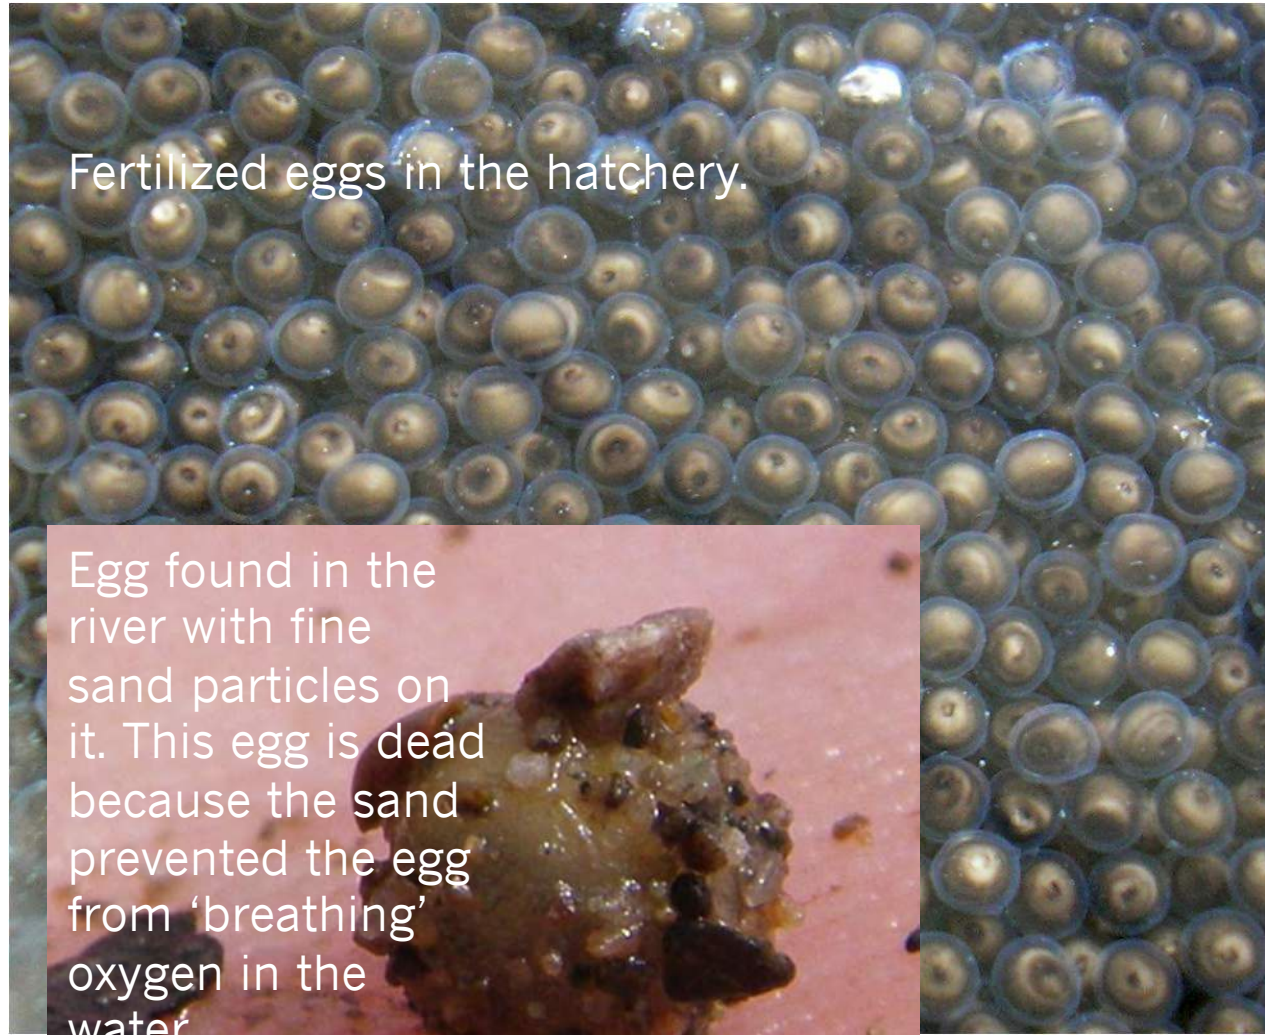 Fertilized eggs in the hatchery.
Egg found in the
river with fine
sand particles on
it. This egg is dead
because the sand
prevented the egg
from ‘breathing’
oxygen in the
water